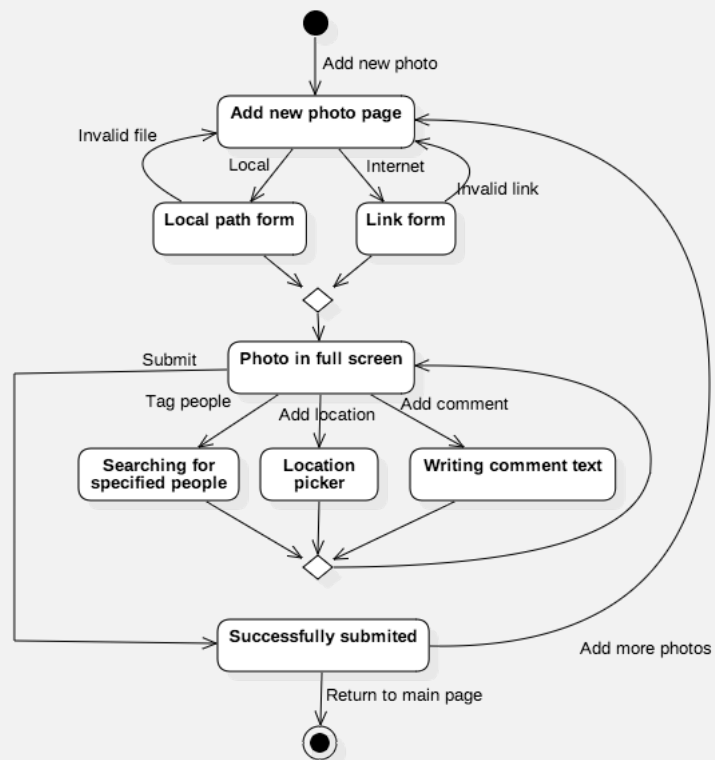 Add new photo
Add new photo page
Invalid file
Local
Internet
Invalid link
Local path form
Link form
Photo in full screen
Submit
Tag people
Add location
Add comment
Searching for
specified people
Location
picker
Writing comment text
Successfully submited
Add more photos
Return to main page